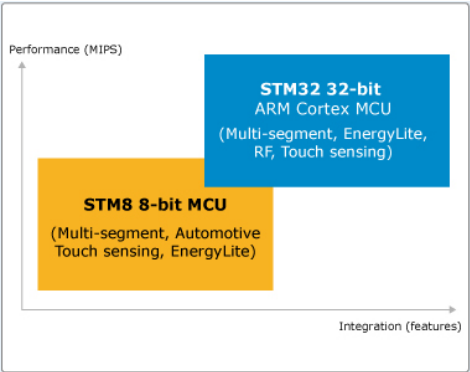 Performance (MIPS)
STM32 32-bit
ARM Cortex MCU
(Multi-segment, EnergyLite,
RF, Touch sensing)
STM8 8-bit MCU
(Multi-segment, Automotive
Touch sensing, EnergyLite)
Integration (features)